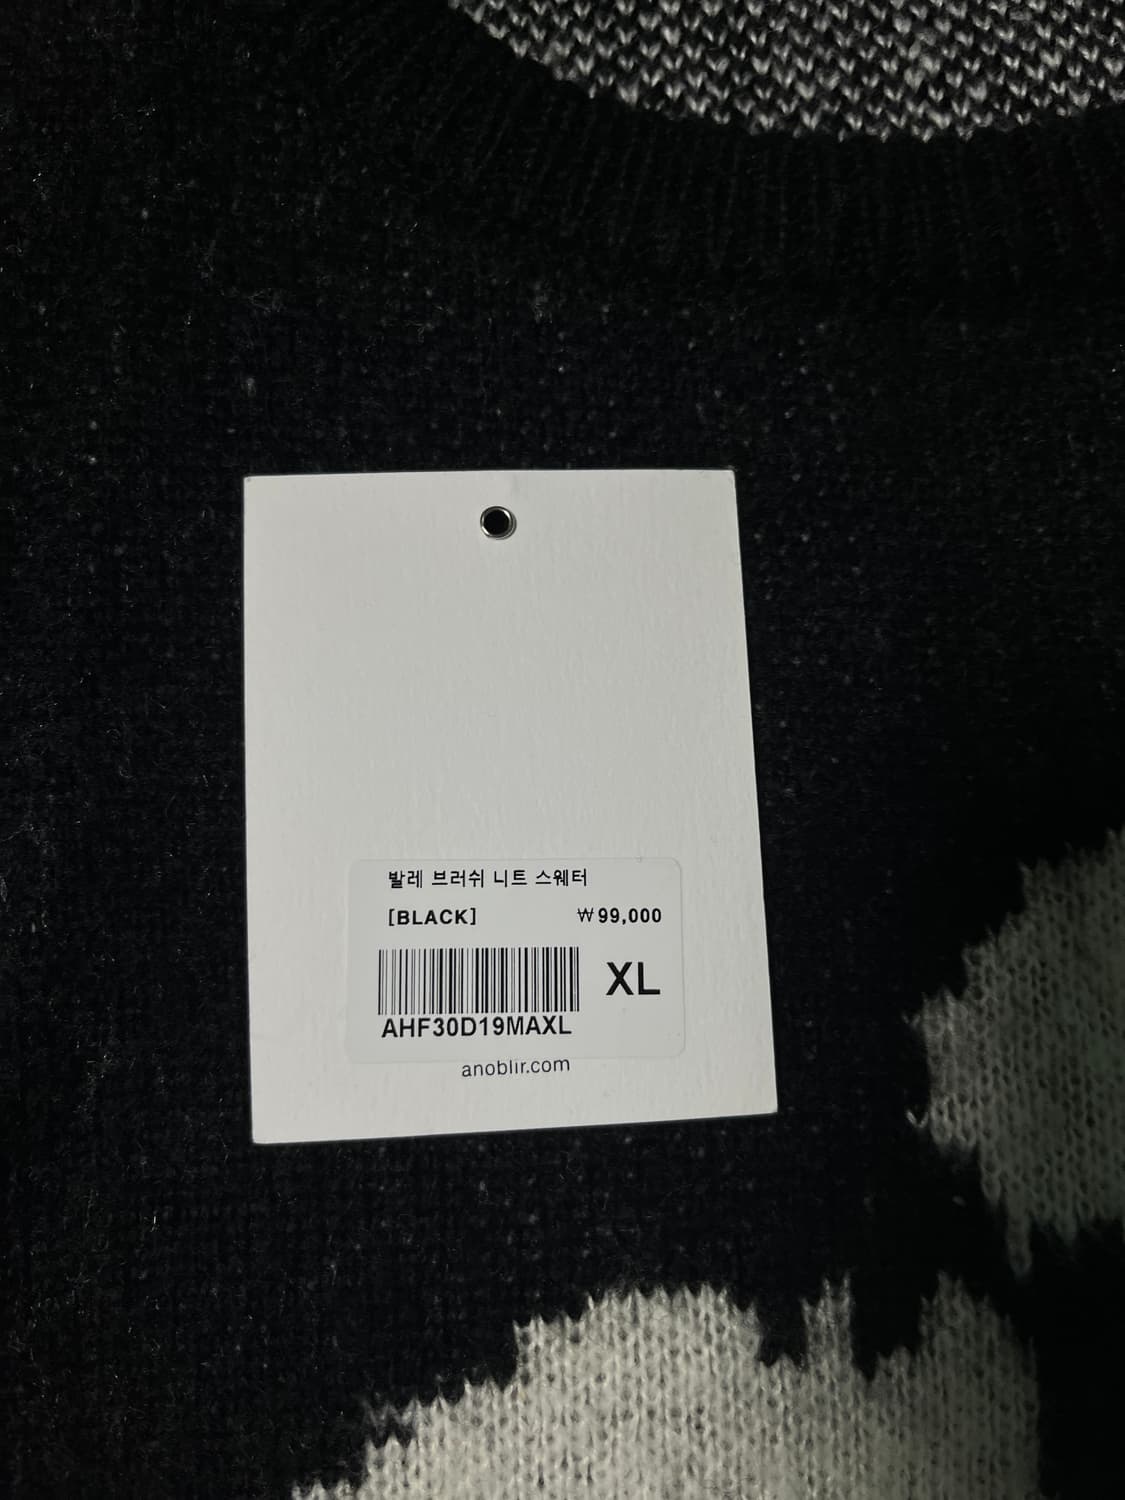 발레 브러쉬 니트 스웨터
[BLACK] ₩99,000
XL
AHF30D19MAXL
anoblir.com